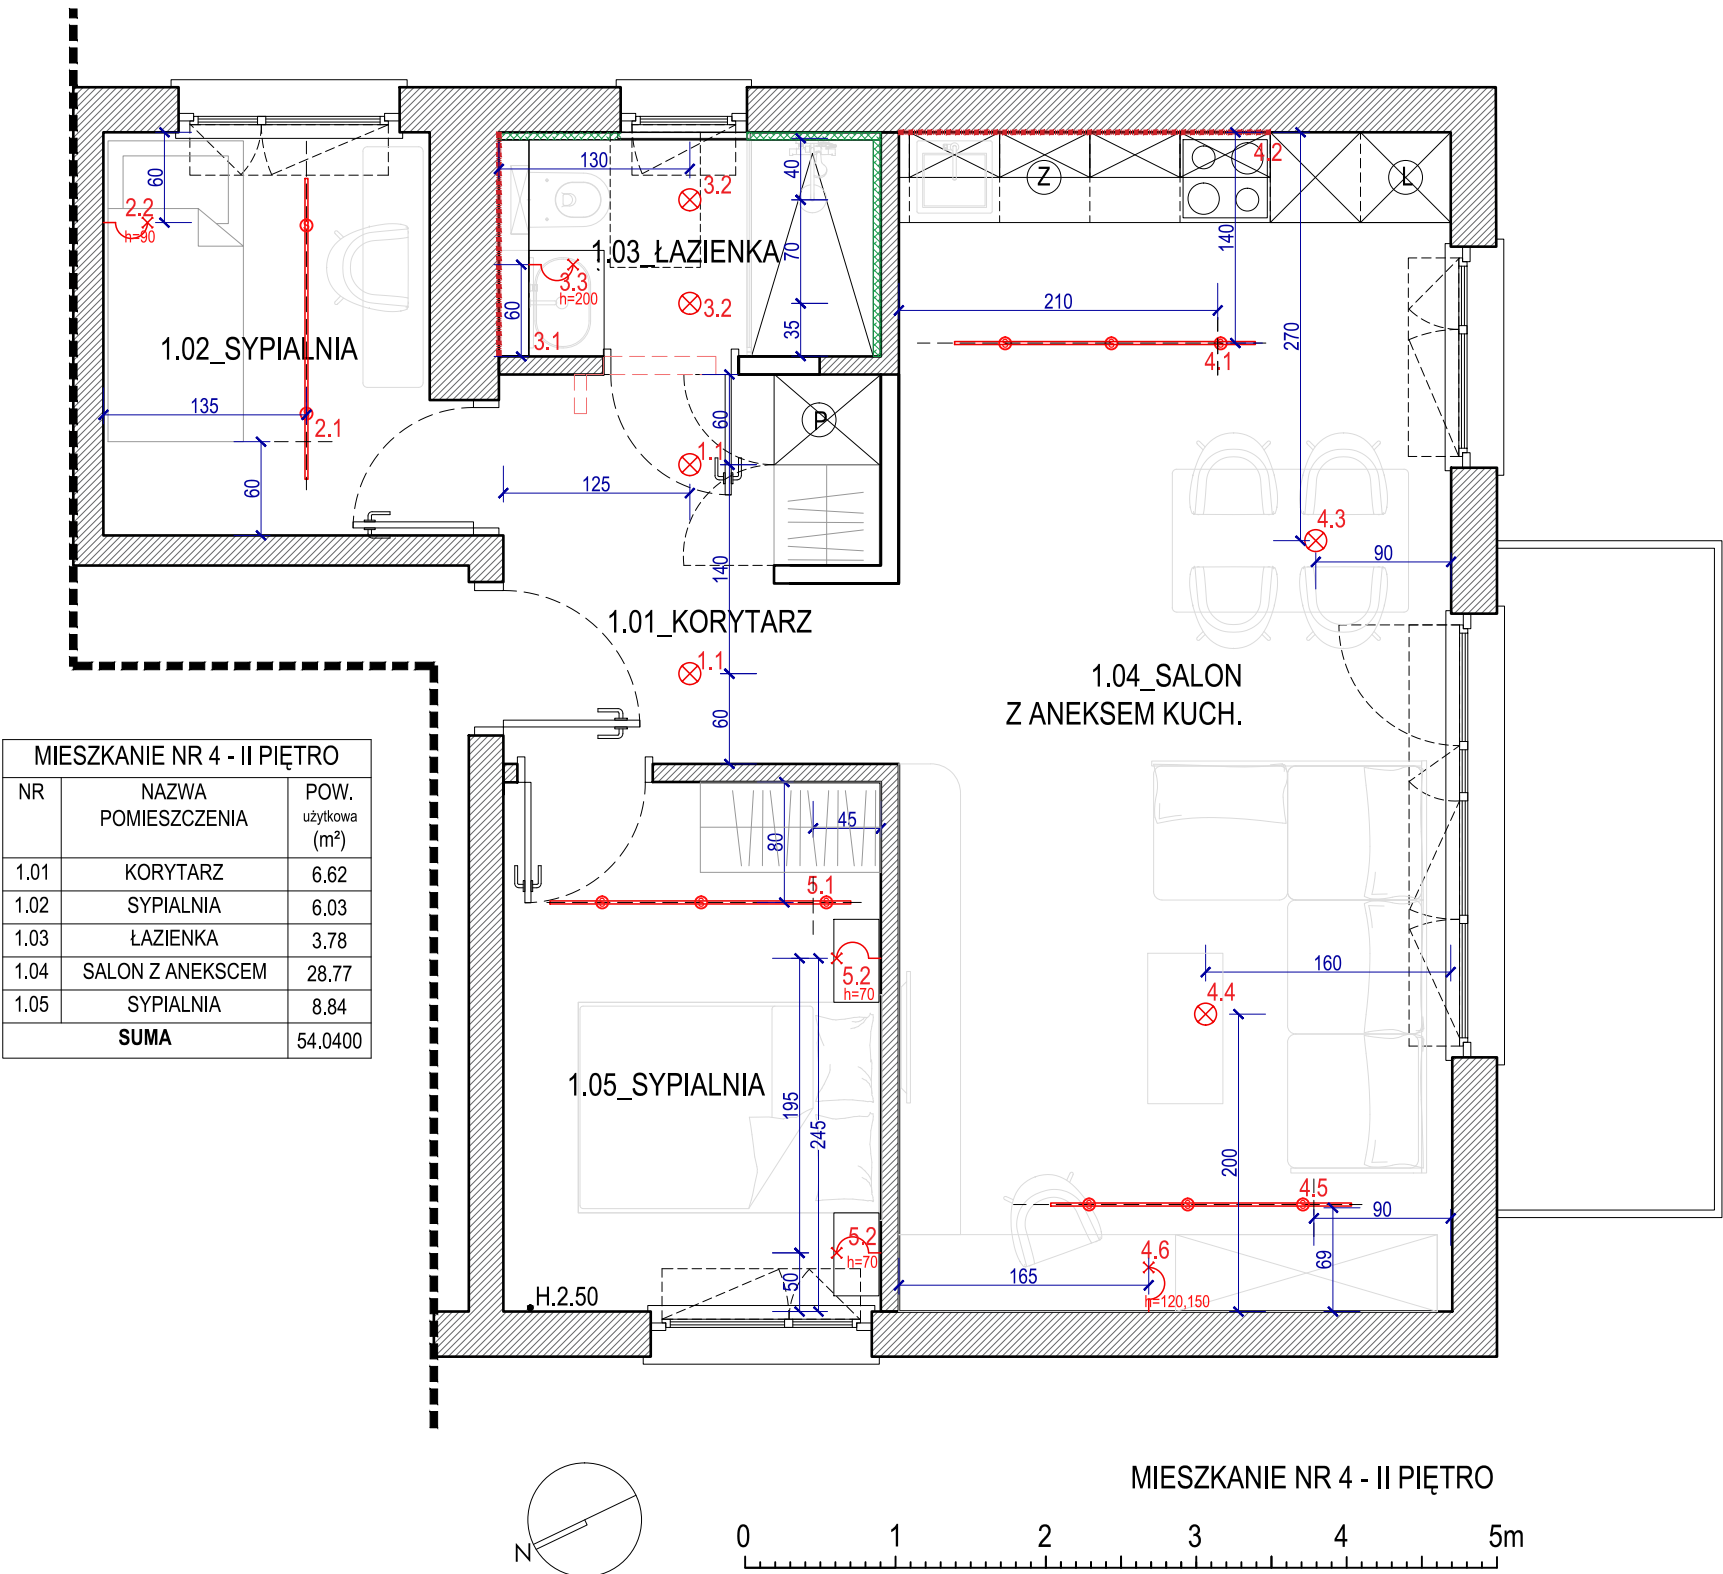 60
2.2
h=90
1.02_SYPIALNIA
135
2.1
60
130
3.2
40
1.03_ŁAZIENKA
70
3.3
h=200
3.2
60
3.1
35
60
1.1
125
P
140
1.01_KORYTARZ
1.1
60
4.2
Z
L
140
210
270
4.1
4.3
90
1.04_SALON
Z ANEKSEM KUCH.
160
4.4
200
4.5
90
69
4.6
165
h=120,150
45
80
5.1
5.2
h=70
1.05_SYPIALNIA
195
245
5.2
h=70
50
H.2.50
MIESZKANIE NR 4 - II PIĘTRO
NR NAZWA POW.
POMIESZCZENIA użytkowa
(m²)
1.01 KORYTARZ 6.62
1.02 SYPIALNIA 6.03
1.03 ŁAZIENKA 3.78
1.04 SALON Z ANEKSCEM 28.77
1.05 SYPIALNIA 8.84
SUMA 54.0400
N
MIESZKANIE NR 4 - II PIĘTRO
0 1 2 3 4 5m